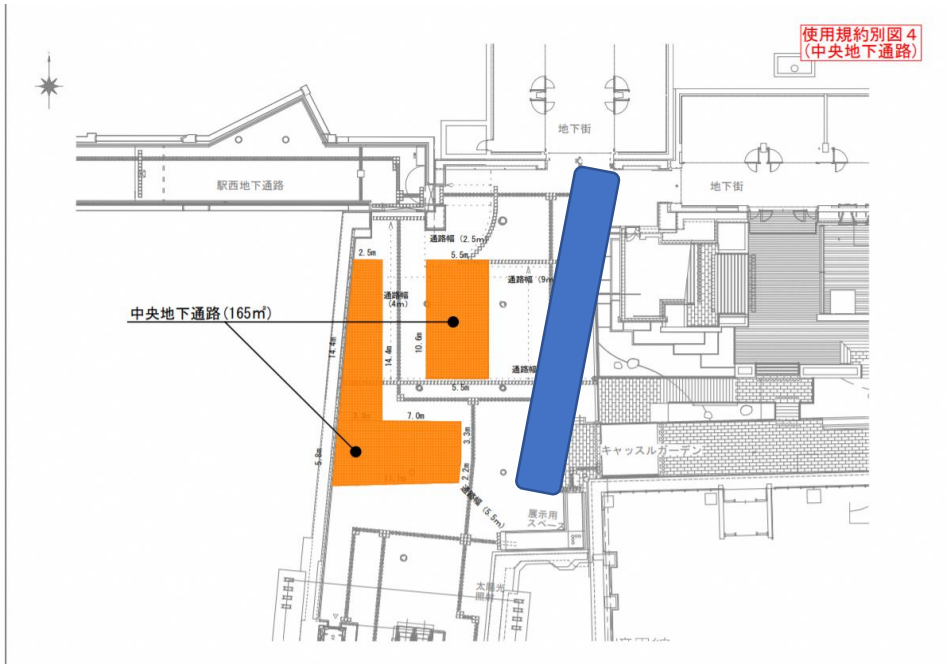 使用規約別図4
(中央地下通路)
地下街
駅西地下通路
地下街
通路幅 (2.5m)
2.5m
5.5m
通路幅 (9m
通路幅
(4m)
中央地下通路(165㎡)
14.4m
14.4m
10.6m
通路幅
5.5m
7.0m
3.3m
5.8m
2.2m
キャッスルガーデン
通路幅 (5.5m)
展示用
スペース
太陽光